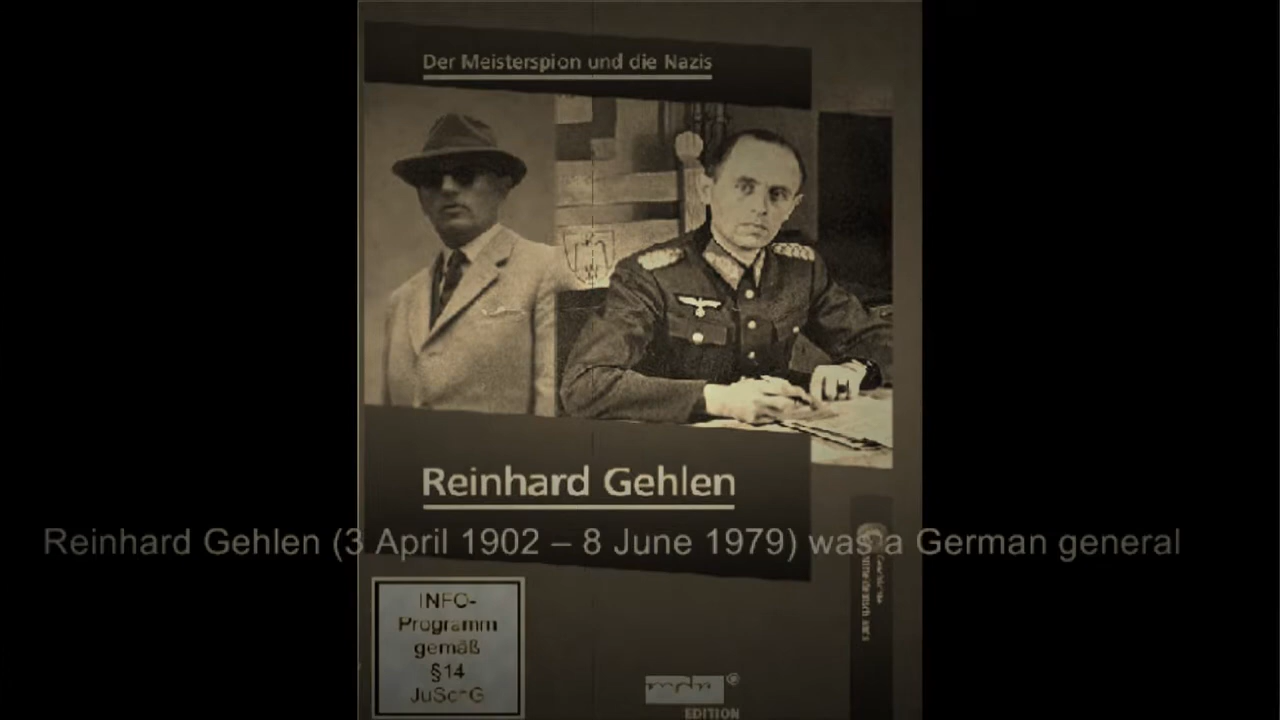 Der Meisterspion und die Nazis
Reinhard Gehlen
Reinhard Gehlen (3 April 1902 – 8 June 1979) was a German general
INFO-
Programm
gemäß
§14
JuSchG
EDITION